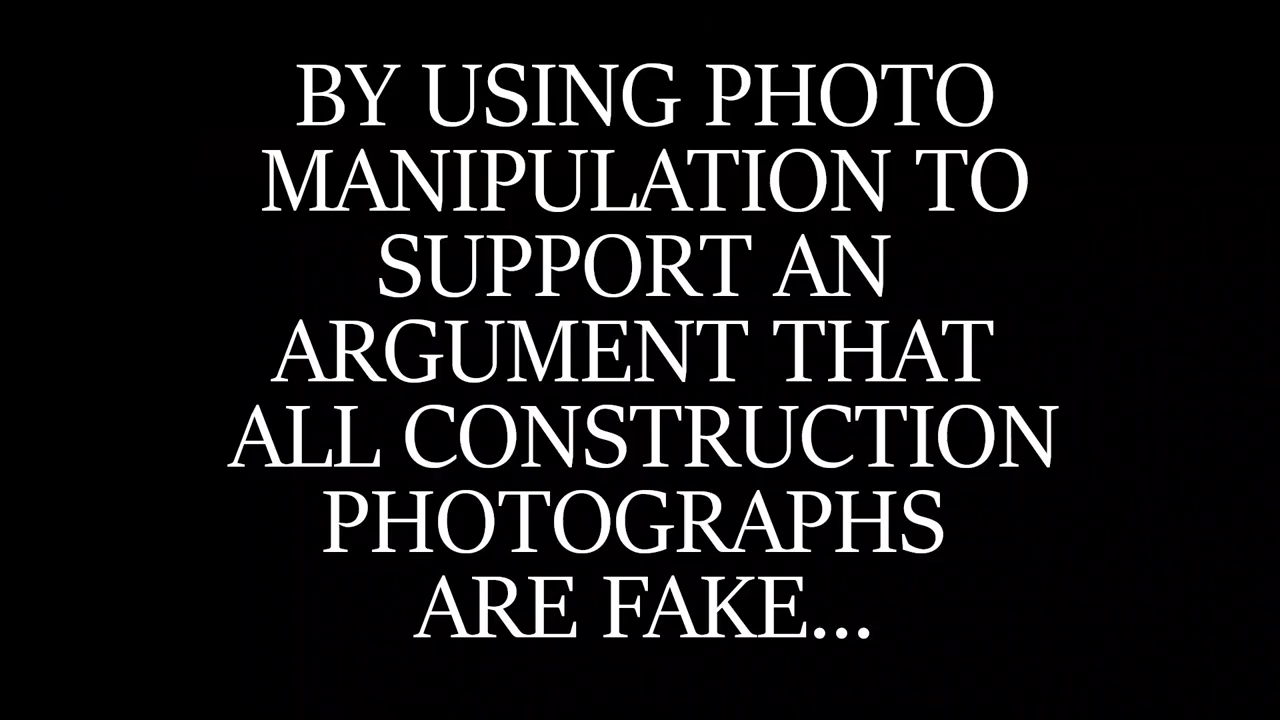 BY USING PHOTO
MANIPULATION TO
SUPPORT AN
ARGUMENT THAT
ALL CONSTRUCTION
PHOTOGRAPHS
ARE FAKE...